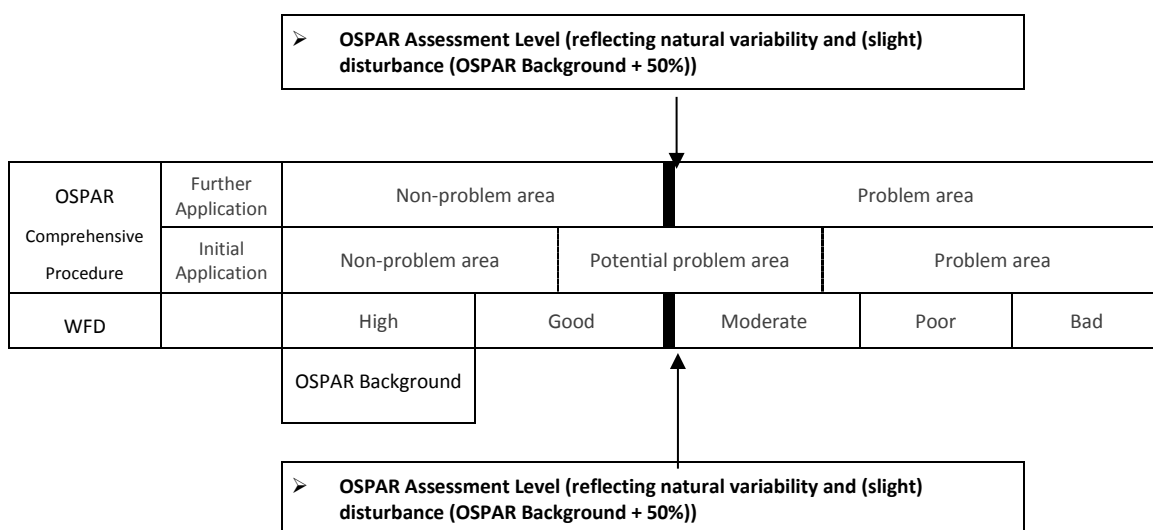 ➢ OSPAR Assessment Level (reflecting natural variability and (slight)
disturbance (OSPAR Background + 50%))
OSPAR
Comprehensive
Procedure
Further
Application
Non-problem area
Problem area
Initial
Application
Non-problem area
Potential problem area
Problem area
WFD
High
Good
Moderate
Poor
Bad
OSPAR Background
➢ OSPAR Assessment Level (reflecting natural variability and (slight)
disturbance (OSPAR Background + 50%))